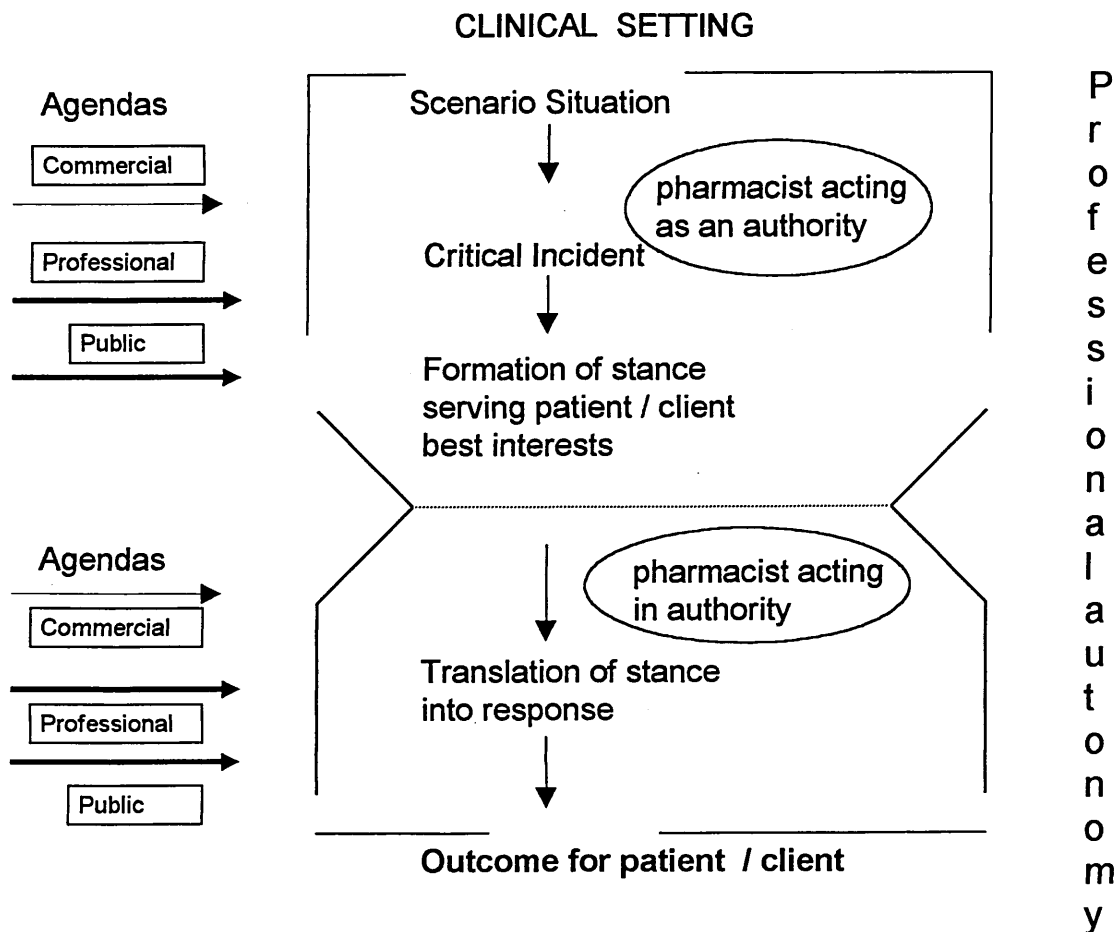 CLINICAL SETTING
Agendas
Commercial
Professional
Public
Scenario Situation
pharmacist acting
as an authority
Critical Incident
Formation of stance
serving patient / client
best interests
Agendas
Commercial
Professional
Public
pharmacist acting
in authority
Translation of stance
into response
Outcome for patient / client
Professional autonomy